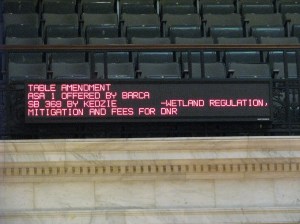 TABLE AMENDMENT
ASA 1 OFFERED BY BARCA
SB 368 BY KEDZIE -WETLAND REGULATION,
MITIGATION AND FEES FOR DNR